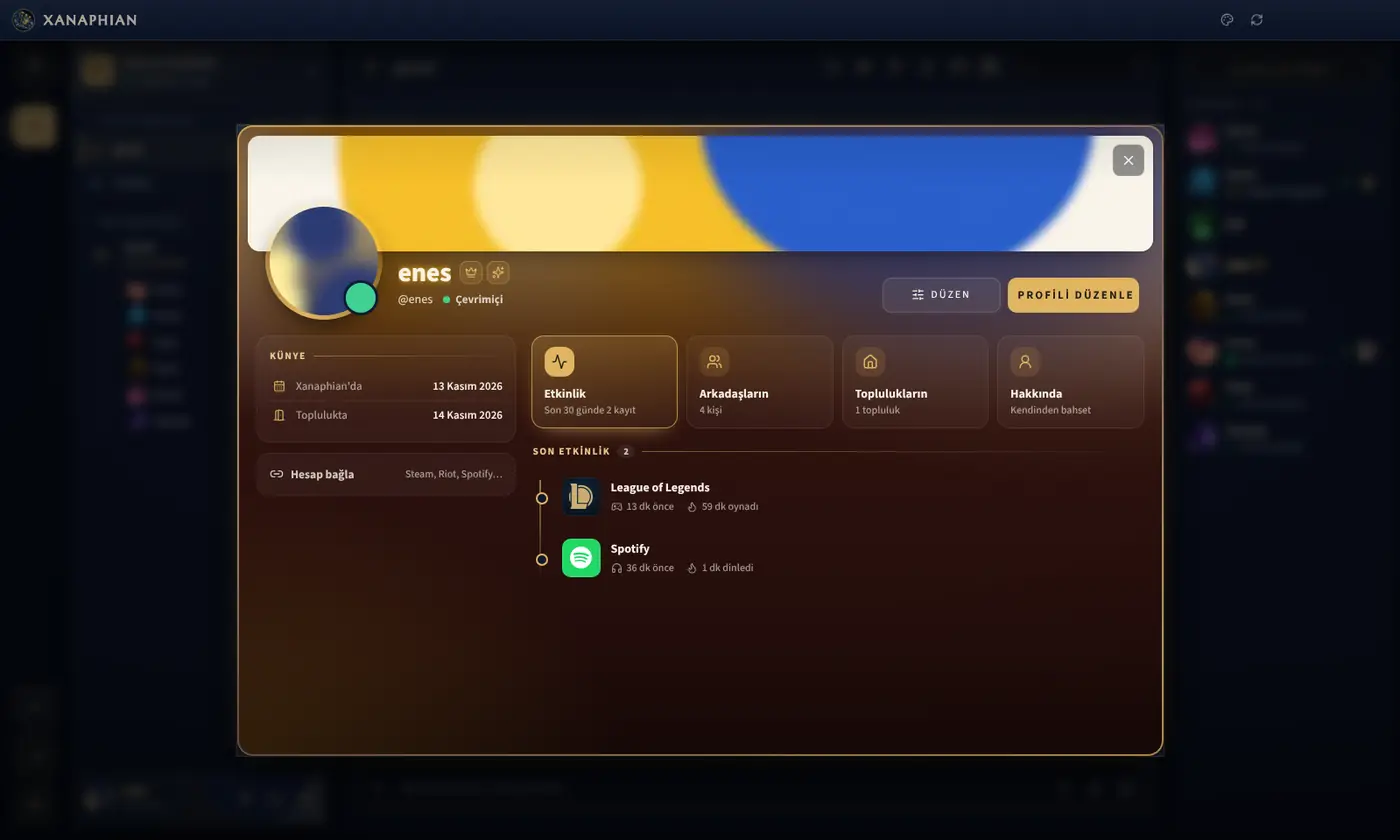 XANAPHIAN
enes
@enes Çevrimiçi
DÜZEN
PROFİLİ DÜZENLE
KÜNYE
Xanaphian'da 13 Kasım 2026
Toplulukta 14 Kasım 2026
Hesap bağla Steam, Riot, Spotify...
Etkinlik
Son 30 günde 2 kayıt
Arkadaşların
4 kişi
Toplulukların
1 topluluk
Hakkında
Kendinden bahset
SON ETKİNLİK 2
League of Legends
13 dk önce 59 dk oynadı
Spotify
36 dk önce 1 dk dinledi